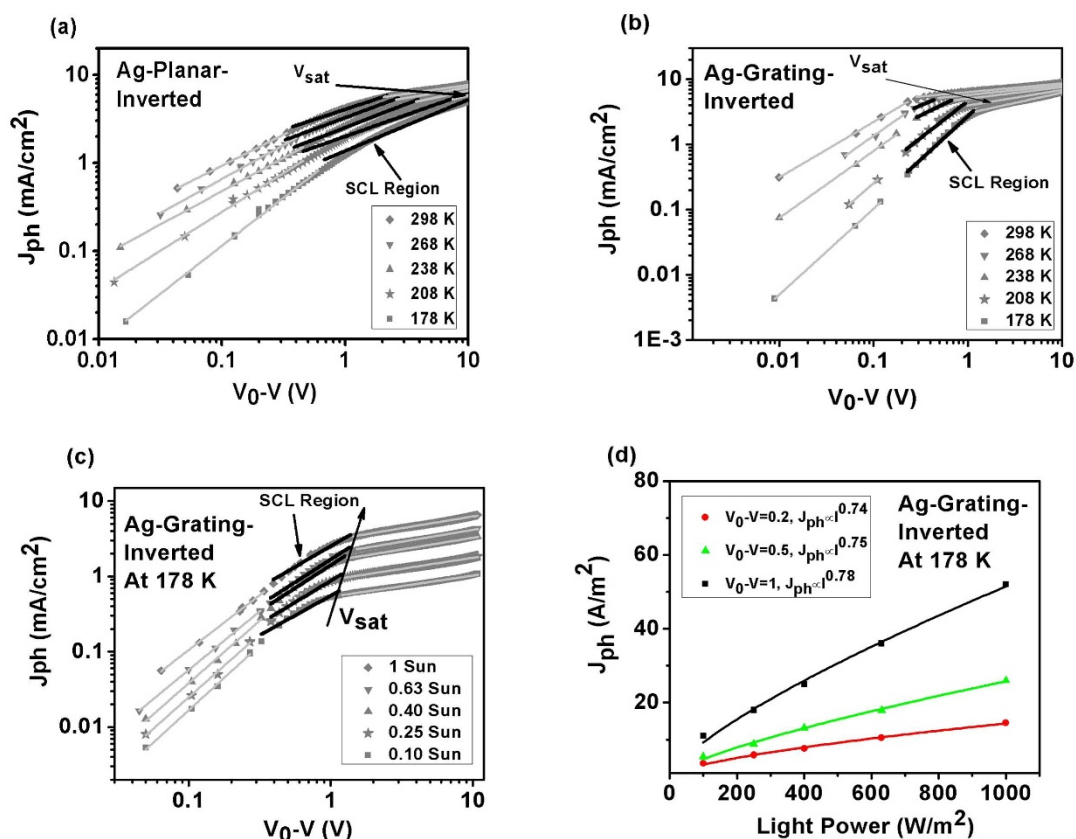 (a)
Ag-Planar-
Inverted
Vsat
SCL Region
298 K
268 K
238 K
208 K
178 K
10
1
0.1
0.01
0.01
0.1
1
10
Jph (mA/cm²)
V0-V (V)
(b)
Ag-Grating-
Inverted
Vsat
SCL Region
298 K
268 K
238 K
208 K
178 K
10
1
0.1
0.01
1E-3
0.01
0.1
1
10
Jph (mA/cm²)
V0-V (V)
(c)
SCL Region
Ag-Grating-
Inverted
At 178 K
Vsat
1 Sun
0.63 Sun
0.40 Sun
0.25 Sun
0.10 Sun
10
1
0.1
0.01
0.1
1
10
Jph (mA/cm²)
V0-V (V)
(d)
V0-V=0.2, Jph∝I^0.74
V0-V=0.5, Jph∝I^0.75
V0-V=1, Jph∝I^0.78
Ag-Grating-
Inverted
At 178 K
80
60
40
20
200
400
600
800
1000
Jph (A/m²)
Light Power (W/m²)